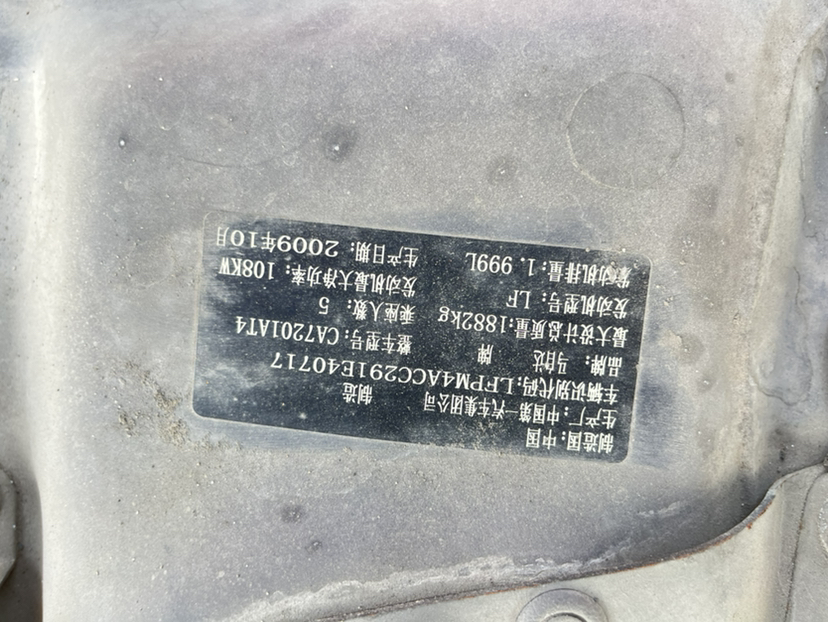 制造国：中国
生产厂：中国第一汽车集团公司 制造
车辆识别代码：LFPM4ACC291E40717
品牌：马自达 牌 整车型号：CA7201AT4
最大设计总质量：1882kg 乘座人数：5
发动机型号：LF 发动机最大净功率：108KW
发动机排量：1.999L 生产日期：2009年10月